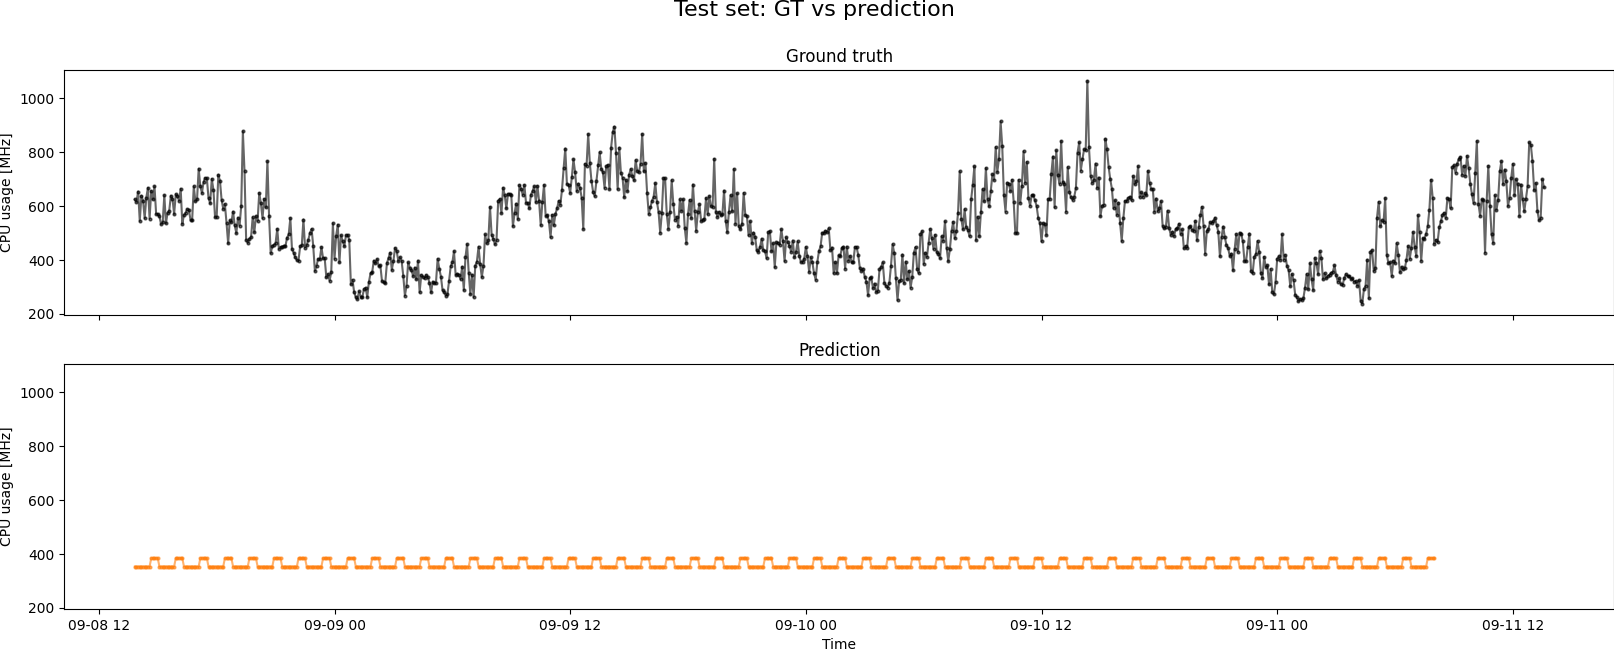 Test set: GT vs prediction
Ground truth
CPU usage [MHz]
1000
800
600
400
200
Prediction
CPU usage [MHz]
1000
800
600
400
200
09-08 12
09-09 00
09-09 12
09-10 00
09-10 12
09-11 00
09-11 12
Time